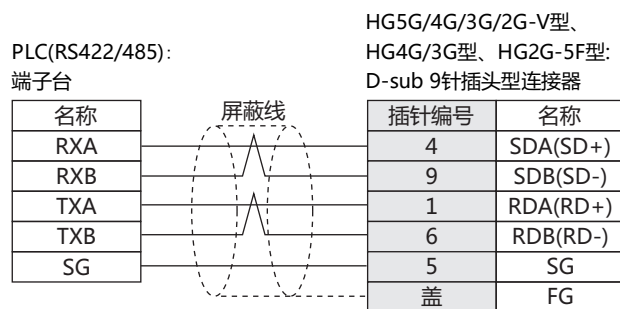 HG5G/4G/3G/2G-V型、
PLC(RS422/485): HG4G/3G型、HG2G-5F型:
端子台 D-sub 9针插头型连接器
名称 屏蔽线 插针编号 名称
RXA 4 SDA(SD+)
RXB 9 SDB(SD-)
TXA 1 RDA(RD+)
TXB 6 RDB(RD-)
SG 5 SG
盖 FG